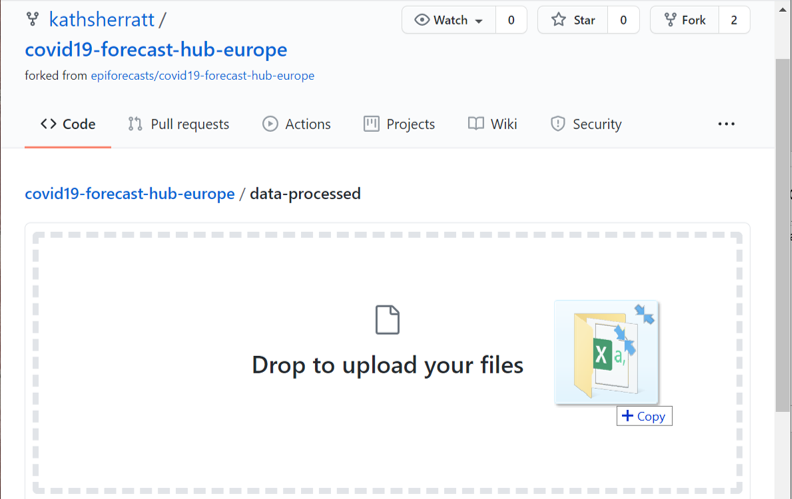 kathsherratt /
covid19-forecast-hub-europe
forked from epiforecasts/covid19-forecast-hub-europe
Watch 0
Star 0
Fork 2
Code Pull requests Actions Projects Wiki Security ...
covid19-forecast-hub-europe / data-processed
Drop to upload your files
X a,
+ Copy